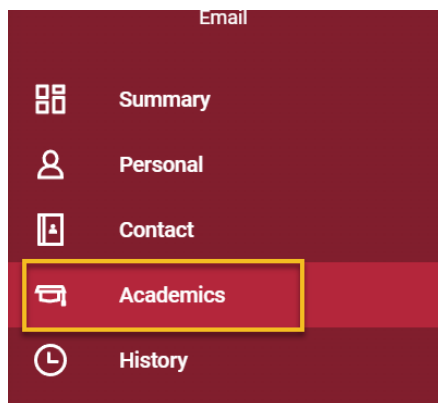 Email
Summary
Personal
Contact
Academics
History